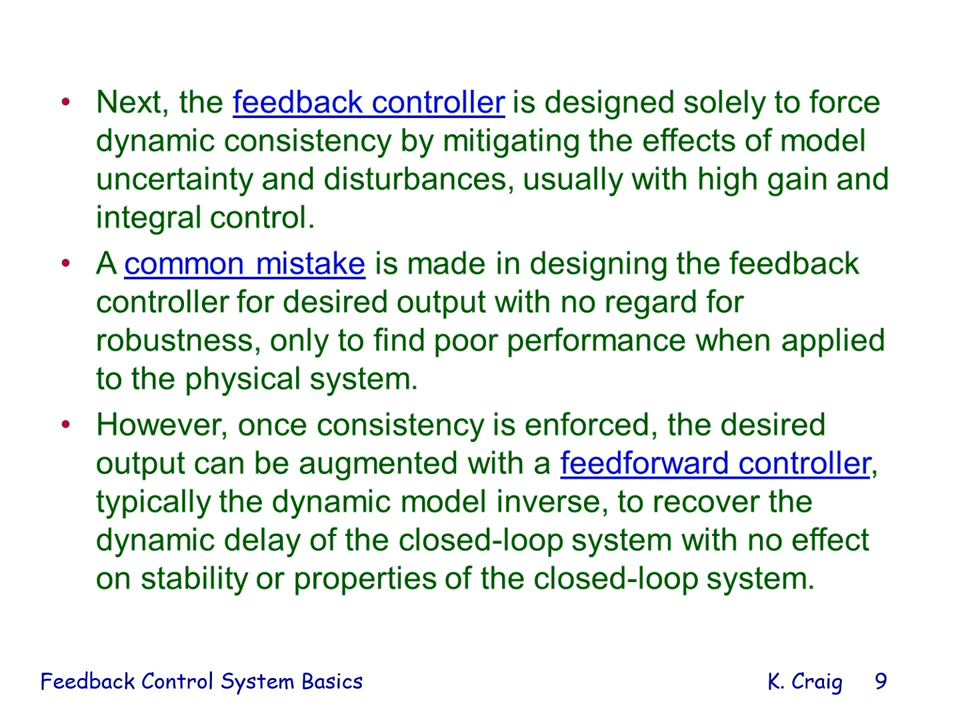 • Next, the feedback controller is designed solely to force
dynamic consistency by mitigating the effects of model
uncertainty and disturbances, usually with high gain and
integral control.
• A common mistake is made in designing the feedback
controller for desired output with no regard for
robustness, only to find poor performance when applied
to the physical system.
• However, once consistency is enforced, the desired
output can be augmented with a feedforward controller,
typically the dynamic model inverse, to recover the
dynamic delay of the closed-loop system with no effect
on stability or properties of the closed-loop system.
Feedback Control System Basics K. Craig 9